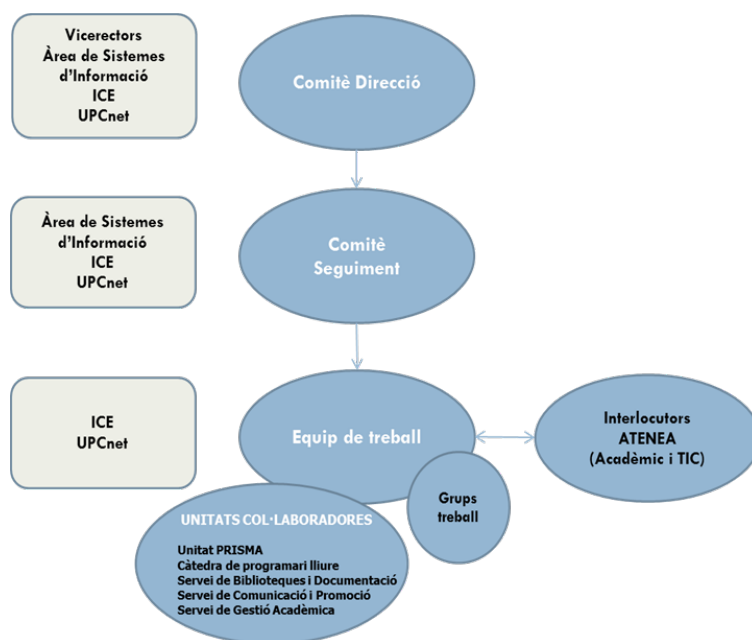 Vicerectors
Àrea de Sistemes
d'Informació
ICE
UPCnet
Comitè Direcció
Àrea de Sistemes
d'Informació
ICE
UPCnet
Comitè
Seguiment
ICE
UPCnet
Equip de treball
Interlocutors
ATENEA
(Acadèmic i TIC)
Grups
treball
UNITATS COL·LABORADORES
Unitat PRISMA
Càtedra de programari lliure
Servei de Biblioteques i Documentació
Servei de Comunicació i Promoció
Servei de Gestió Acadèmica